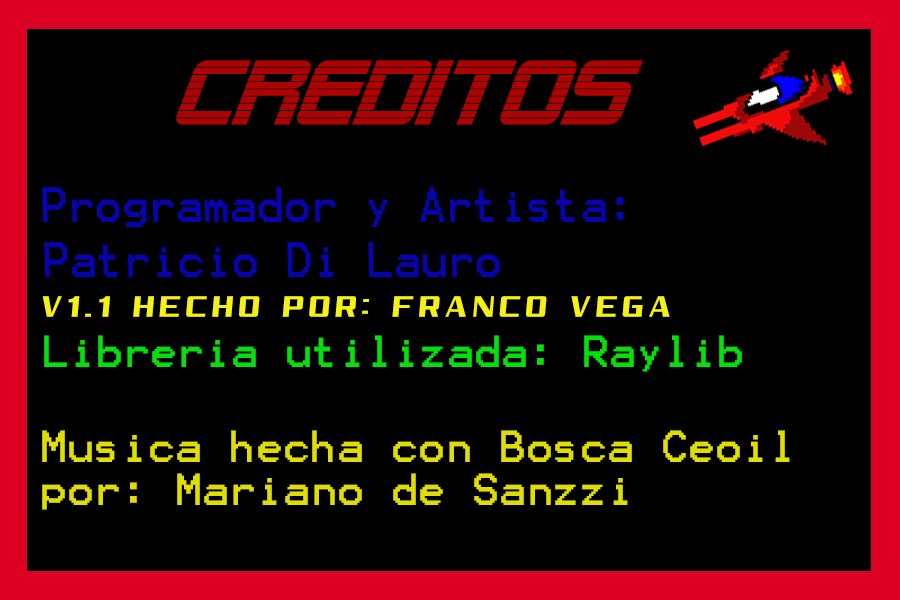 CREDITOS
Programador y Artista:
Patricio Di Lauro
V1.1 HECHO POR: FRANCO VEGA
Libreria utilizada: Raylib
Musica hecha con Bosca Ceoil
por: Mariano de Sanzzi